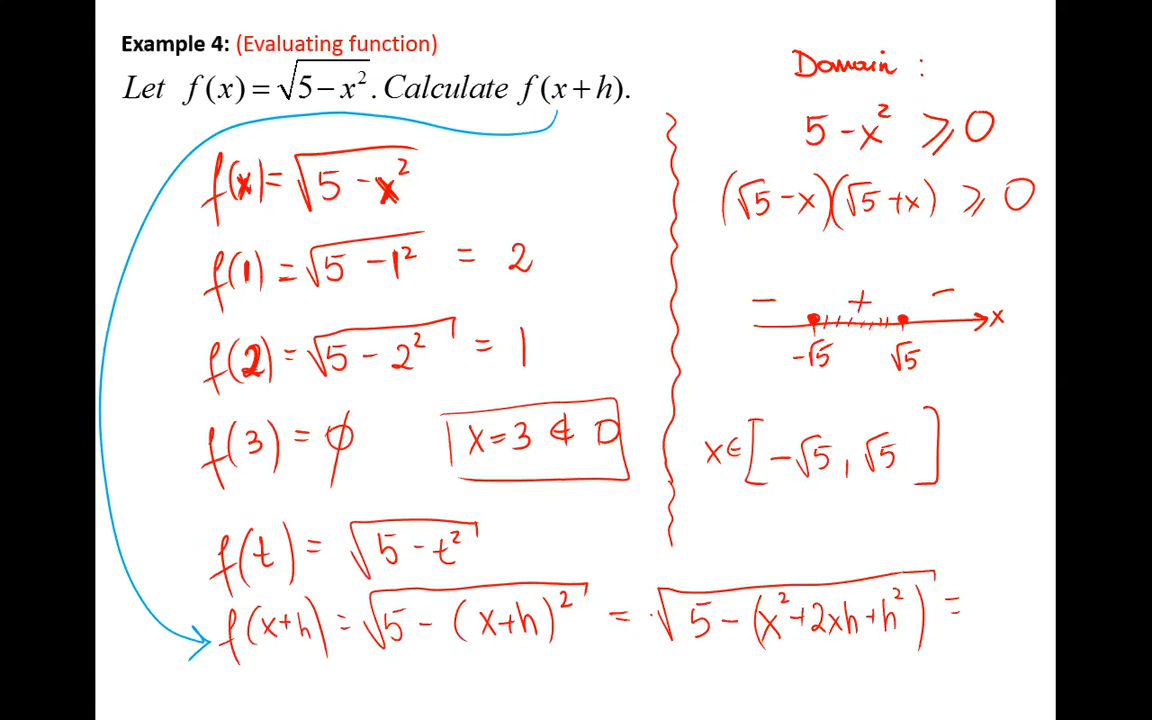 Example 4: (Evaluating function)
Let f(x) = √5 − x². Calculate f(x + h).
f(x) = √5 − x²
f(1) = √5 − 1² = 2
f(2) = √5 − 2² = 1
f(3) = ∅ x = 3 ∉ D
f(t) = √5 − t²
f(x+h) = √5 − (x+h)² = √5 − (x² + 2xh + h²) =
Domain :
5 − x² ⩾ 0
(√5 − x)(√5 + x) ⩾ 0
− + −
x
−√5 √5
x ∈ [−√5, √5]